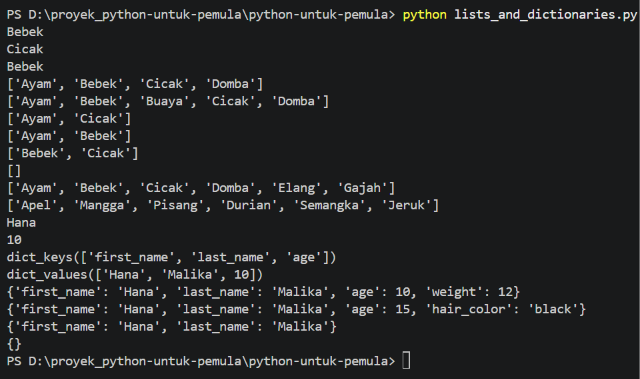 PS D:\proyek_python-untuk-pemula\python-untuk-pemula> python lists_and_dictionaries.py
Bebek
Cicak
Bebek
['Ayam', 'Bebek', 'Cicak', 'Domba']
['Ayam', 'Bebek', 'Buaya', 'Cicak', 'Domba']
['Ayam', 'Cicak']
['Ayam', 'Bebek']
['Bebek', 'Cicak']
[]
['Ayam', 'Bebek', 'Cicak', 'Domba', 'Elang', 'Gajah']
['Apel', 'Mangga', 'Pisang', 'Durian', 'Semangka', 'Jeruk']
Hana
10
dict_keys(['first_name', 'last_name', 'age'])
dict_values(['Hana', 'Malika', 10])
{'first_name': 'Hana', 'last_name': 'Malika', 'age': 10, 'weight': 12}
{'first_name': 'Hana', 'last_name': 'Malika', 'age': 15, 'hair_color': 'black'}
{'first_name': 'Hana', 'last_name': 'Malika'}
{}
PS D:\proyek_python-untuk-pemula\python-untuk-pemula>